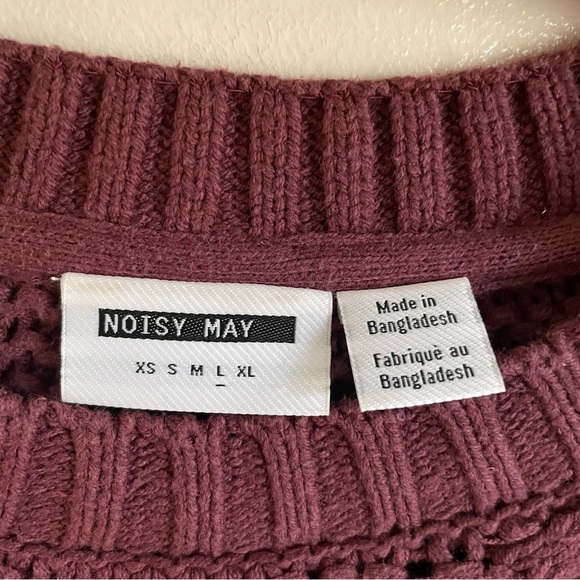 NOISY MAY
XS S M L XL
Made in
Bangladesh
Fabriquè au
Bangladesh